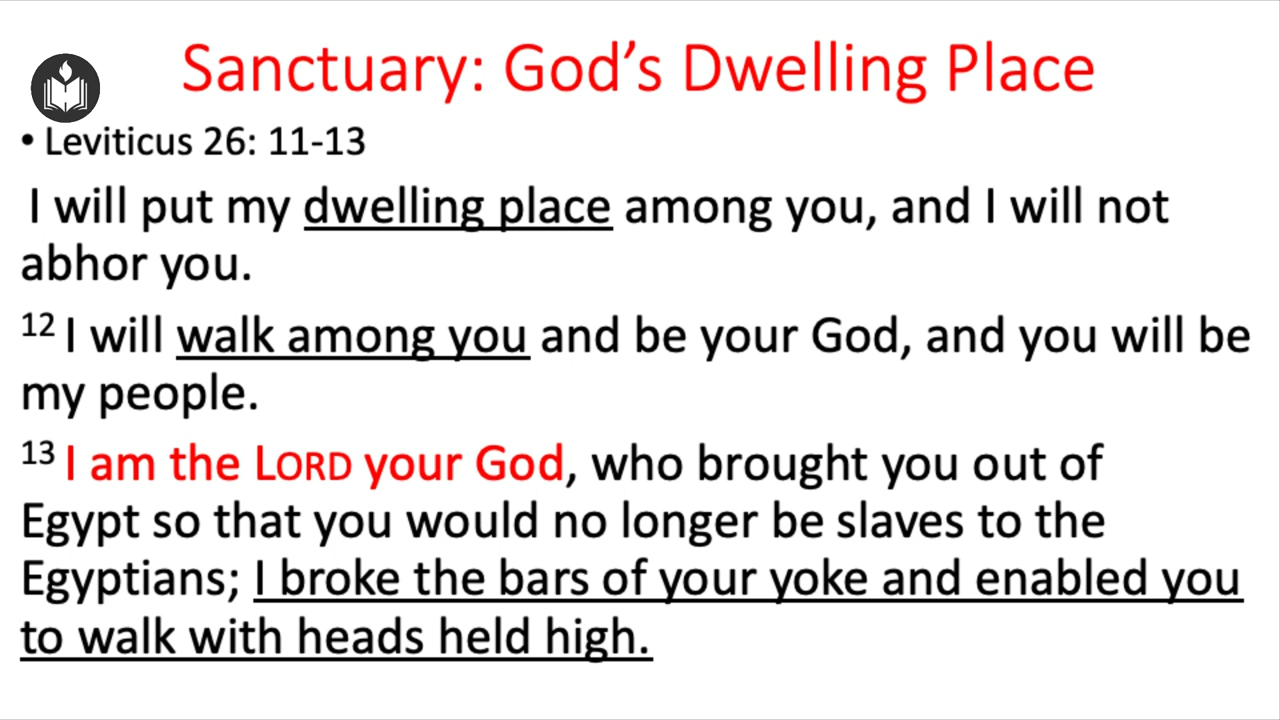 Sanctuary: God's Dwelling Place
• Leviticus 26: 11-13
I will put my dwelling place among you, and I will not
abhor you.
12 I will walk among you and be your God, and you will be
my people.
13 I am the LORD your God, who brought you out of
Egypt so that you would no longer be slaves to the
Egyptians; I broke the bars of your yoke and enabled you
to walk with heads held high.